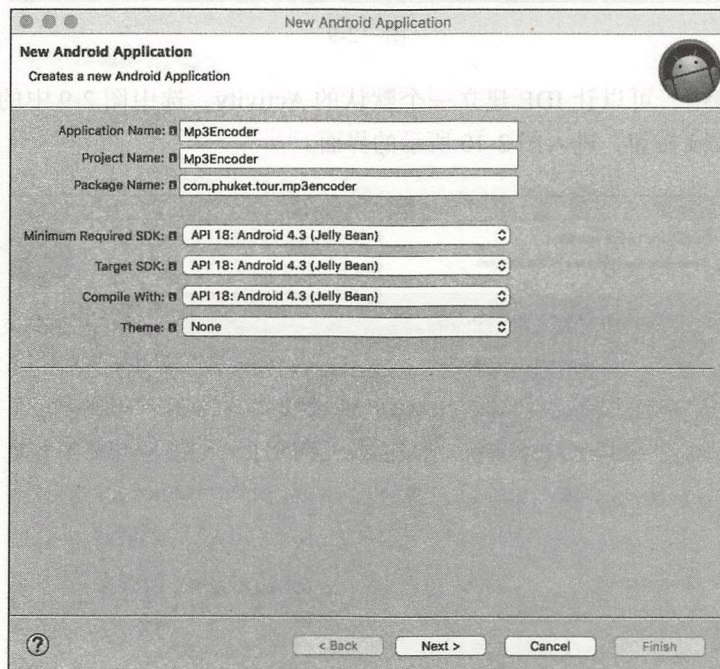 New Android Application
New Android Application
Creates a new Android Application
Application Name: Mp3Encoder
Project Name: Mp3Encoder
Package Name: com.phuket.tour.mp3encoder
Minimum Required SDK: API 18: Android 4.3 (Jelly Bean)
Target SDK: API 18: Android 4.3 (Jelly Bean)
Compile With: API 18: Android 4.3 (Jelly Bean)
Theme: None
?
< Back
Next >
Cancel
Finish